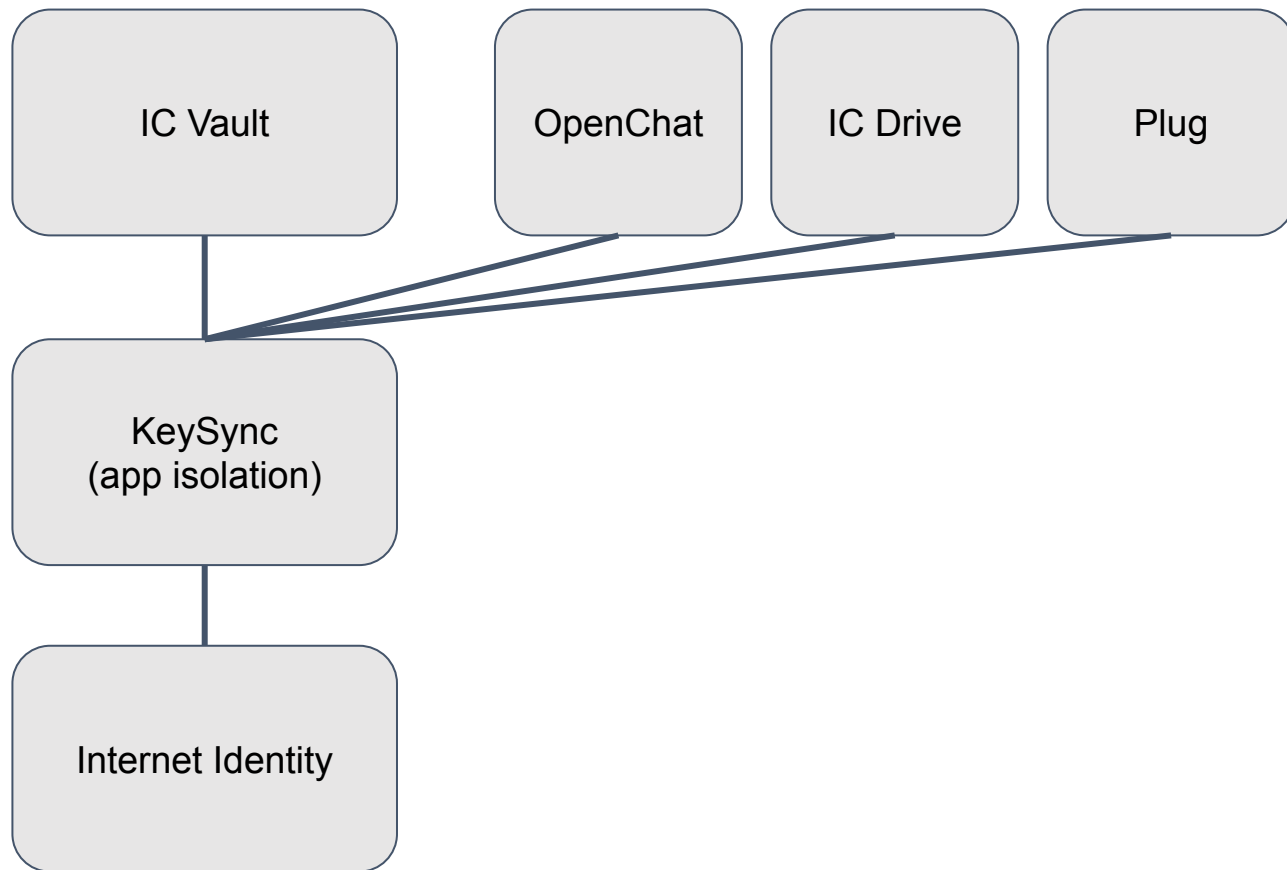 IC Vault
OpenChat
IC Drive
Plug
KeySync
(app isolation)
Internet Identity